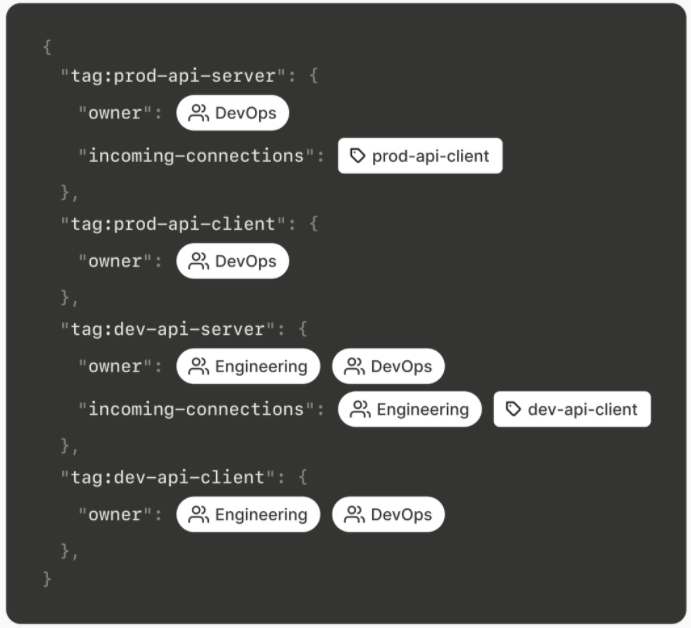 {
"tag:prod-api-server": {
"owner": DevOps
"incoming-connections": prod-api-client
},
"tag:prod-api-client": {
"owner": DevOps
},
"tag:dev-api-server": {
"owner": Engineering DevOps
"incoming-connections": Engineering dev-api-client
},
"tag:dev-api-client": {
"owner": Engineering DevOps
},
}